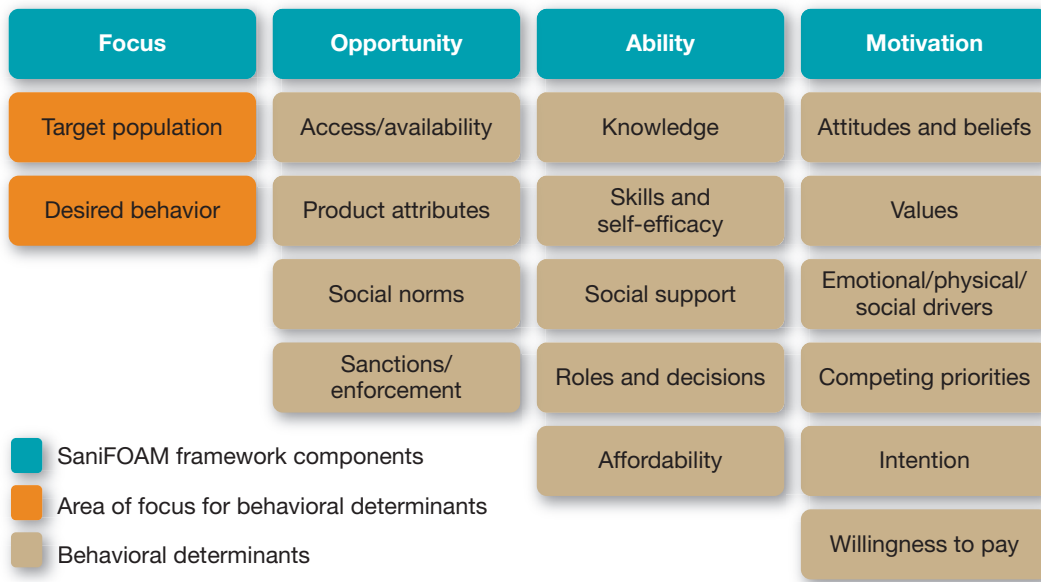 Focus
Opportunity
Ability
Motivation
Target population
Access/availability
Knowledge
Attitudes and beliefs
Desired behavior
Product attributes
Skills and
self-efficacy
Values
Social norms
Social support
Emotional/physical/
social drivers
Sanctions/
enforcement
Roles and decisions
Competing priorities
SaniFOAM framework components
Affordability
Intention
Area of focus for behavioral determinants
Behavioral determinants
Willingness to pay